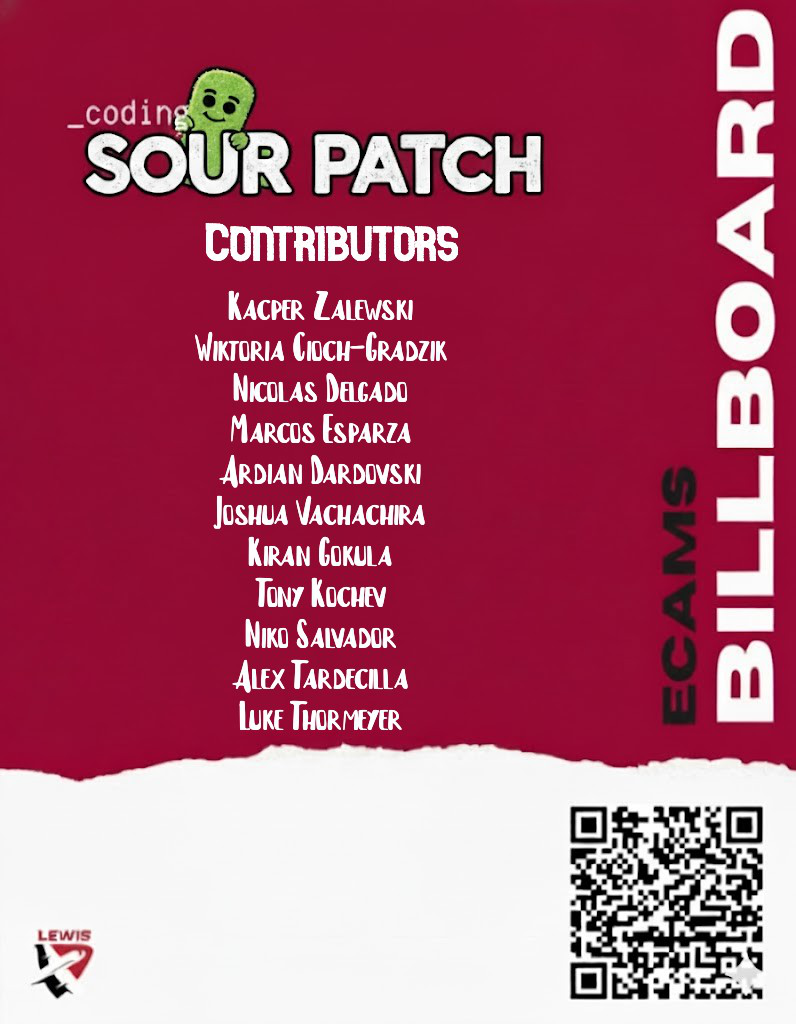 _coding
SOUR PATCH
CONTRIBUTORS
KACPER ZALEWSKI
WIKTORIA CIOCH-GRADZIK
NICOLAS DELGADO
MARCOS ESPARZA
ARDIAN DARDOVSKI
JOSHUA VACHACHIRA
KIRAN GOKULA
TONY KOCHEV
NIKO SALVADOR
ALEX TARDECILLA
LUKE THORMEYER
ECAMS
BILLBOARD
LEWIS